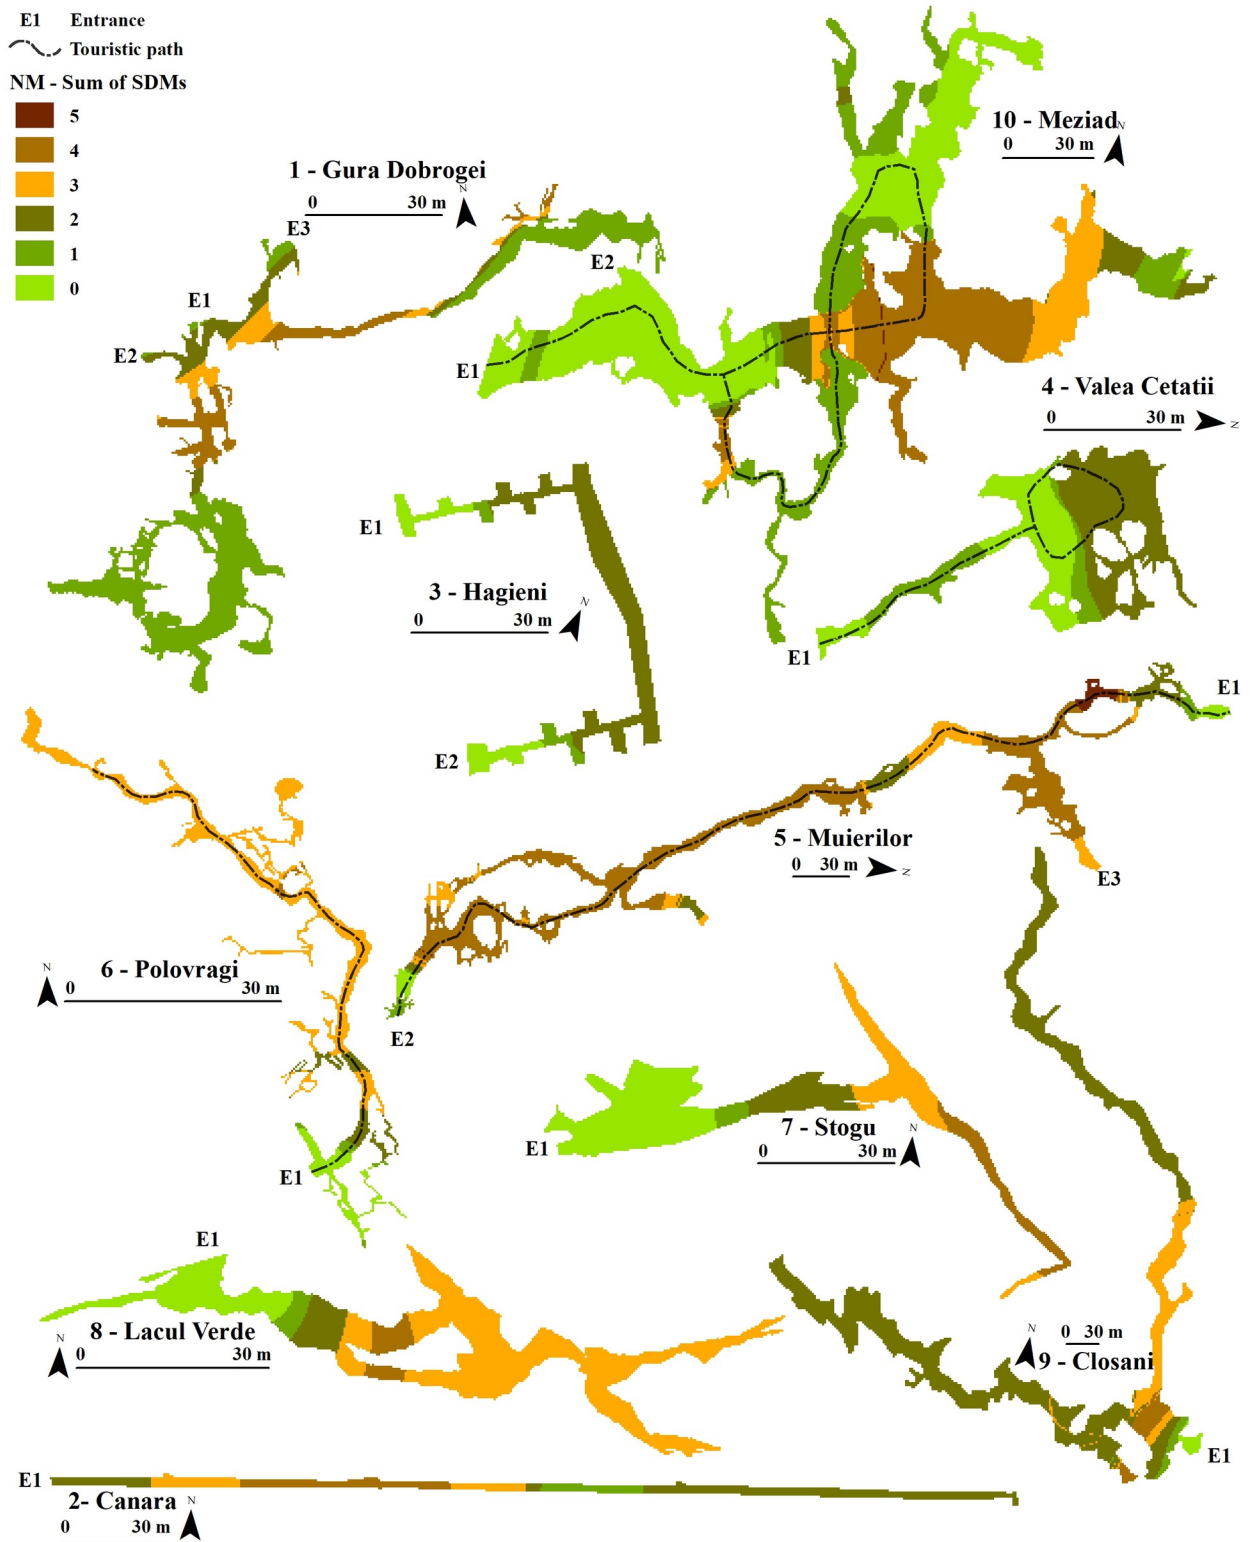 E1 Entrance
Touristic path
NM - Sum of SDMs
5
4
3
2
1
0
10 - Meziad
N
0 30 m
1 - Gura Dobrogei
N
0 30 m
E3
E2
E1
E2
E1
4 - Valea Cetatii
0 30 m
N
E1
3 - Hagieni
N
0 30 m
E1
E2
E1
5 - Muierilor
0 30 m
N
E3
E2
6 - Polovragi
N
0 30 m
E1
7 - Stogu
N
0 30 m
E1
E1
8 - Lacul Verde
N
0 30 m
0 30 m
N
9 - Closani
E1
E1
2- Canara
N
0 30 m